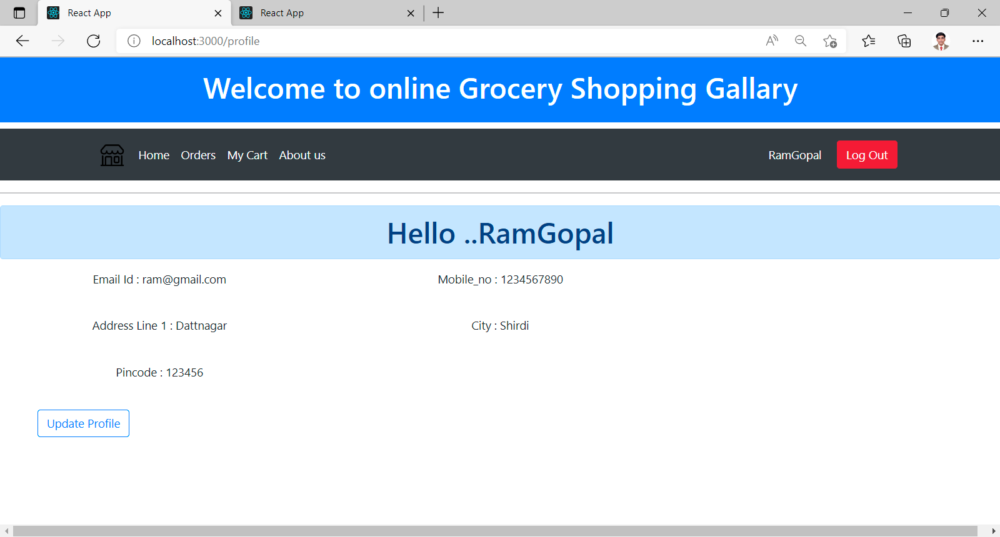 React App
React App
localhost:3000/profile
Welcome to online Grocery Shopping Gallary
Home Orders My Cart About us RamGopal Log Out
Hello ..RamGopal
Email Id : ram@gmail.com Mobile_no : 1234567890
Address Line 1 : Dattnagar City : Shirdi
Pincode : 123456
Update Profile